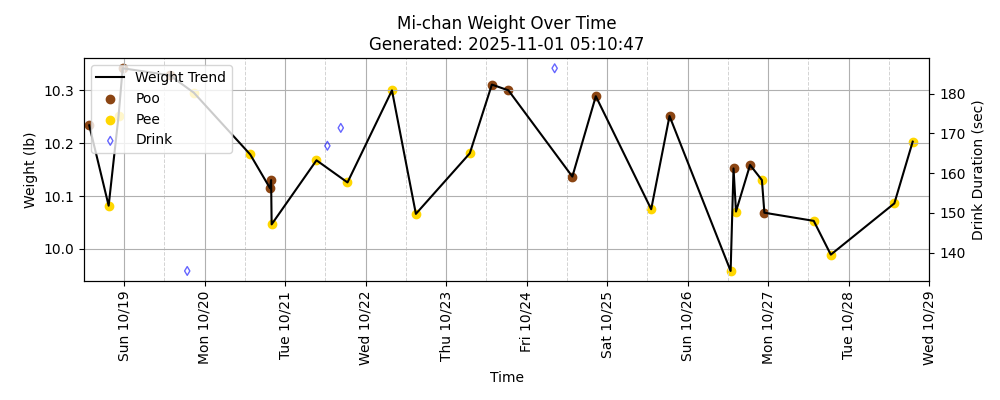 Mi-chan Weight Over Time
Generated: 2025-11-01 05:10:47
Weight Trend
Poo
Pee
Drink
Weight (lb)
10.3
10.2
10.1
10.0
180
170
160
150
140
Drink Duration (sec)
Sun 10/19
Mon 10/20
Tue 10/21
Wed 10/22
Thu 10/23
Fri 10/24
Sat 10/25
Sun 10/26
Mon 10/27
Tue 10/28
Wed 10/29
Time